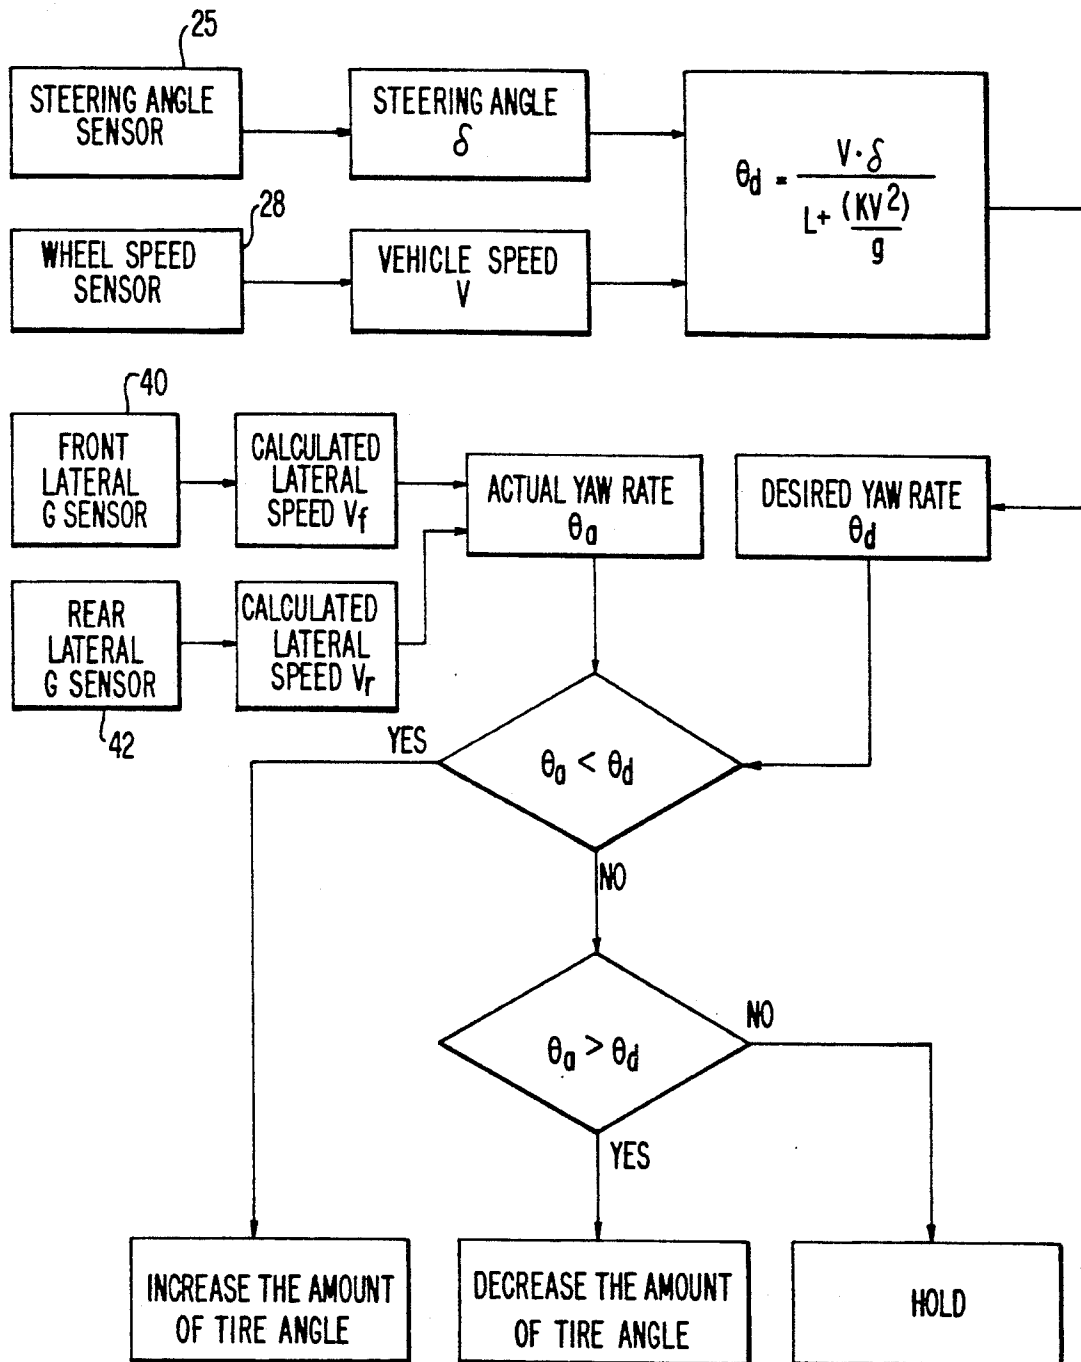 25
STEERING ANGLE
SENSOR
STEERING ANGLE
δ
θd = V·δ / L+ (KV²)/g
28
WHEEL SPEED
SENSOR
VEHICLE SPEED
V
40
FRONT
LATERAL
G SENSOR
CALCULATED
LATERAL
SPEED Vf
ACTUAL YAW RATE
θa
DESIRED YAW RATE
θd
REAR
LATERAL
G SENSOR
42
CALCULATED
LATERAL
SPEED Vr
YES
θa < θd
NO
θa > θd
NO
YES
INCREASE THE AMOUNT
OF TIRE ANGLE
DECREASE THE AMOUNT
OF TIRE ANGLE
HOLD